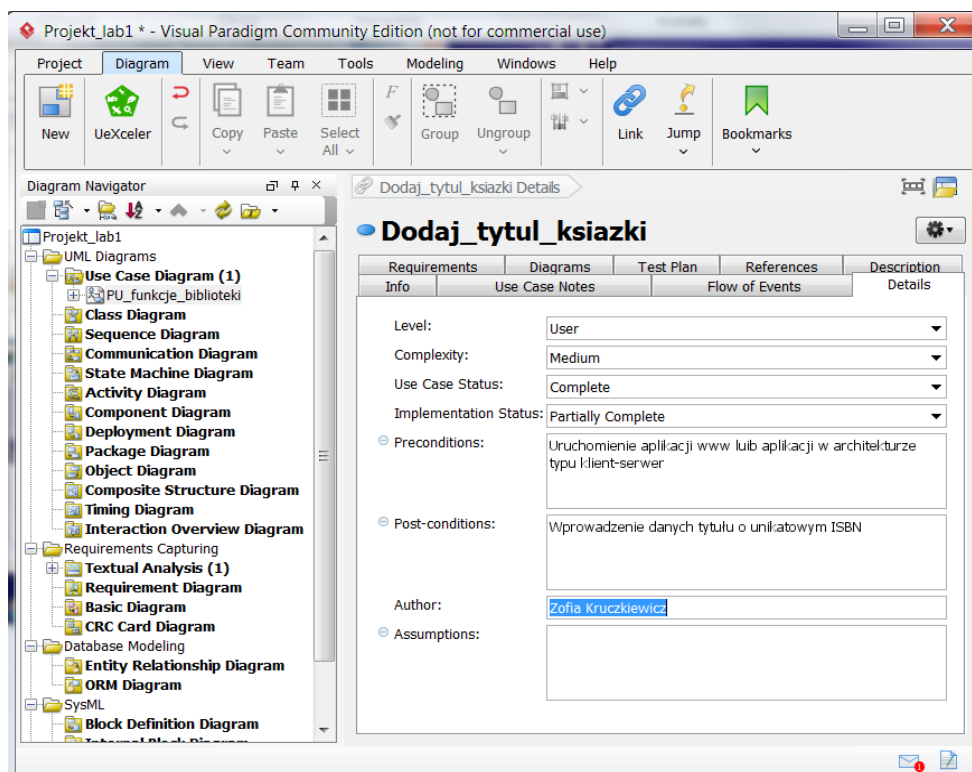 Projekt_lab1 * - Visual Paradigm Community Edition (not for commercial use)
Project Diagram View Team Tools Modeling Windows Help
New UeXceler Copy Paste Select All F Group Ungroup Link Jump Bookmarks
Diagram Navigator
Projekt_lab1
UML Diagrams
Use Case Diagram (1)
PU_funkcje_biblioteki
Class Diagram
Sequence Diagram
Communication Diagram
State Machine Diagram
Activity Diagram
Component Diagram
Deployment Diagram
Package Diagram
Object Diagram
Composite Structure Diagram
Timing Diagram
Interaction Overview Diagram
Requirements Capturing
Textual Analysis (1)
Requirement Diagram
Basic Diagram
CRC Card Diagram
Database Modeling
Entity Relationship Diagram
ORM Diagram
SysML
Block Definition Diagram
Internal Block Diagram
Dodaj_tytul_ksiazki Details
Dodaj_tytul_ksiazki
Requirements Diagrams Test Plan References Description
Info Use Case Notes Flow of Events Details
Level: User
Complexity: Medium
Use Case Status: Complete
Implementation Status: Partially Complete
Preconditions: Uruchomienie aplikacji www luib aplikacji w architekturze
typu klient-serwer
Post-conditions: Wprowadzenie danych tytułu o unikatowym ISBN
Author: Zofia Kruczkiewicz
Assumptions: